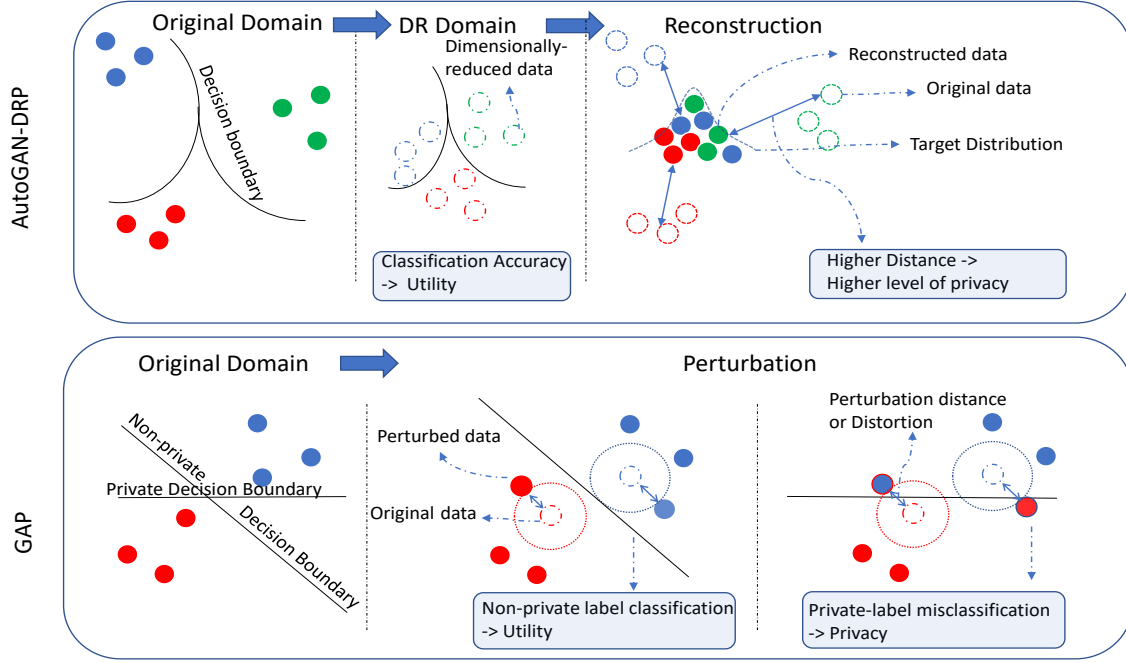 AutoGAN-DRP
Original Domain
DR Domain
Reconstruction
Decision boundary
Dimensionally-
reduced data
Classification Accuracy
-> Utility
Reconstructed data
Original data
Target Distribution
Higher Distance ->
Higher level of privacy
GAP
Original Domain
Perturbation
Non-private
Private Decision Boundary
Decision Boundary
Perturbed data
Original data
Non-private label classification
-> Utility
Perturbation distance
or Distortion
Private-label misclassification
-> Privacy